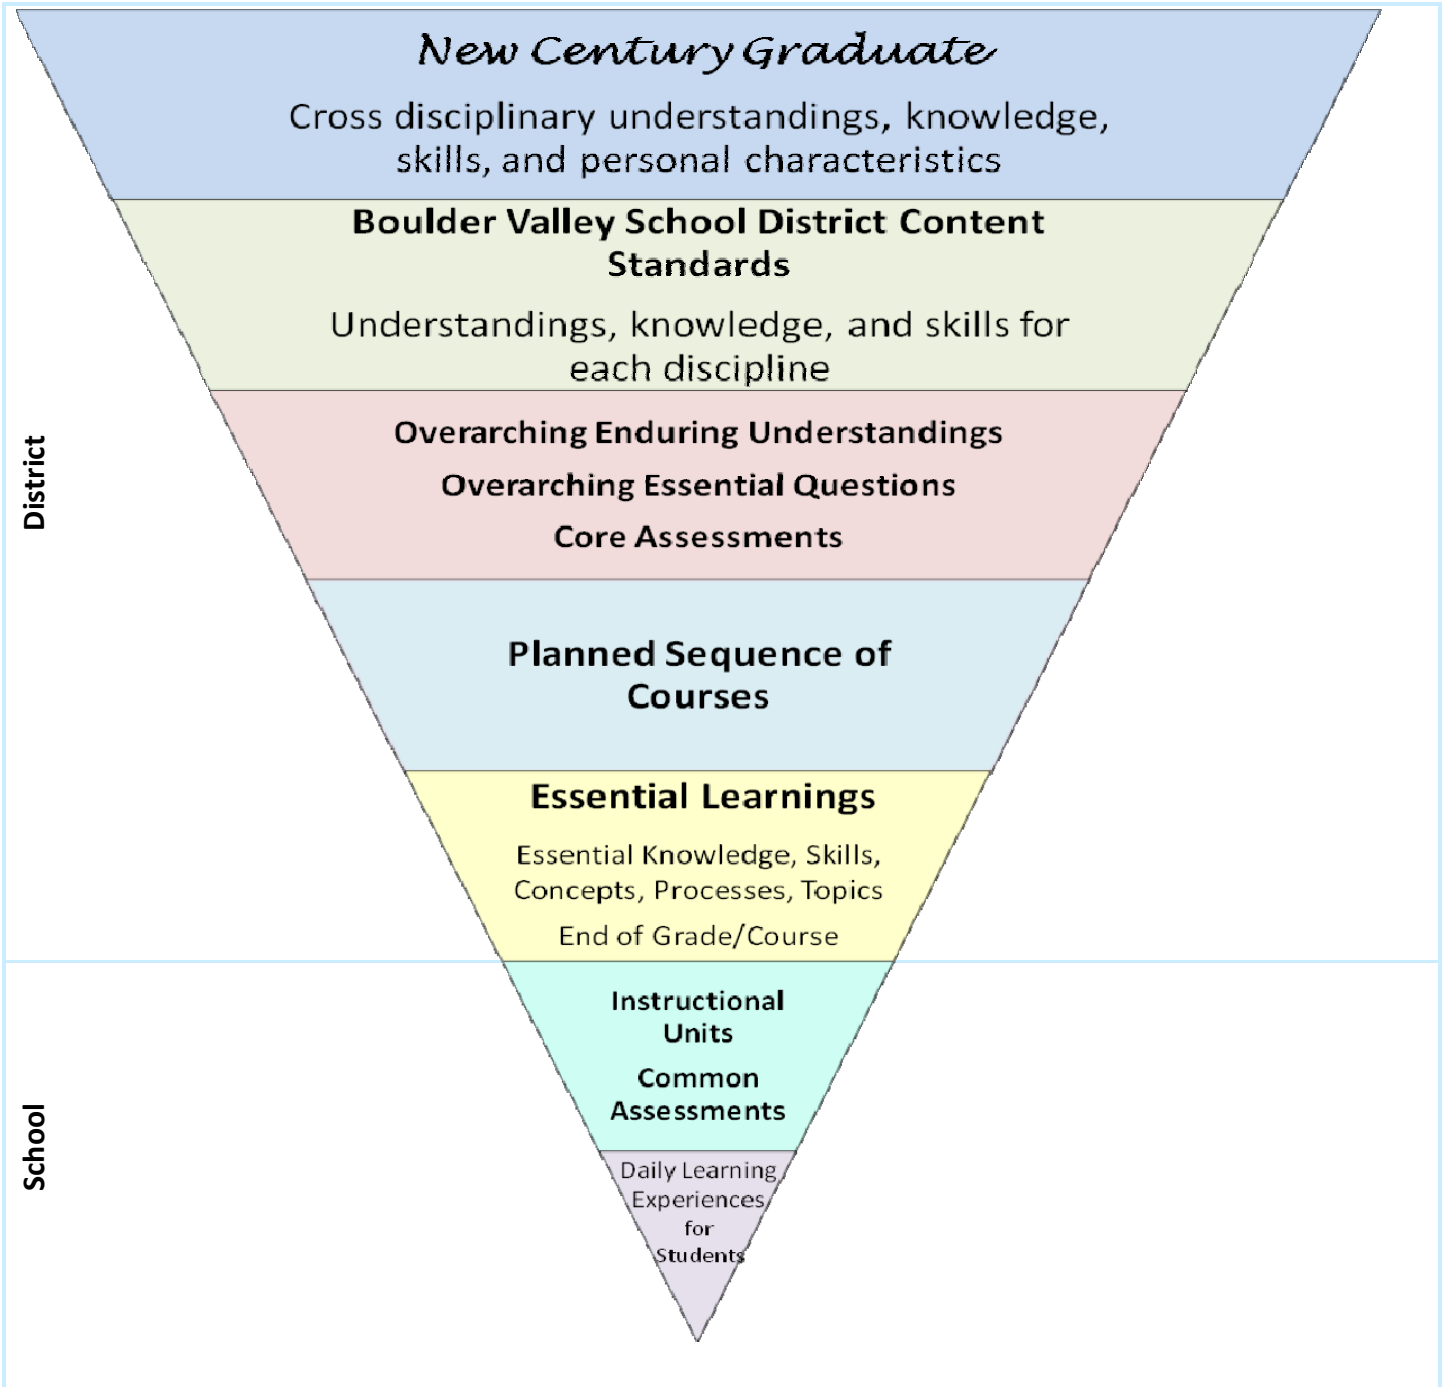 New Century Graduate
Cross disciplinary understandings, knowledge,
skills, and personal characteristics
Boulder Valley School District Content
Standards
Understandings, knowledge, and skills for
each discipline
Overarching Enduring Understandings
Overarching Essential Questions
Core Assessments
District
Planned Sequence of
Courses
Essential Learnings
Essential Knowledge, Skills,
Concepts, Processes, Topics
End of Grade/Course
Instructional
Units
Common
Assessments
School
Daily Learning
Experiences
for
Students